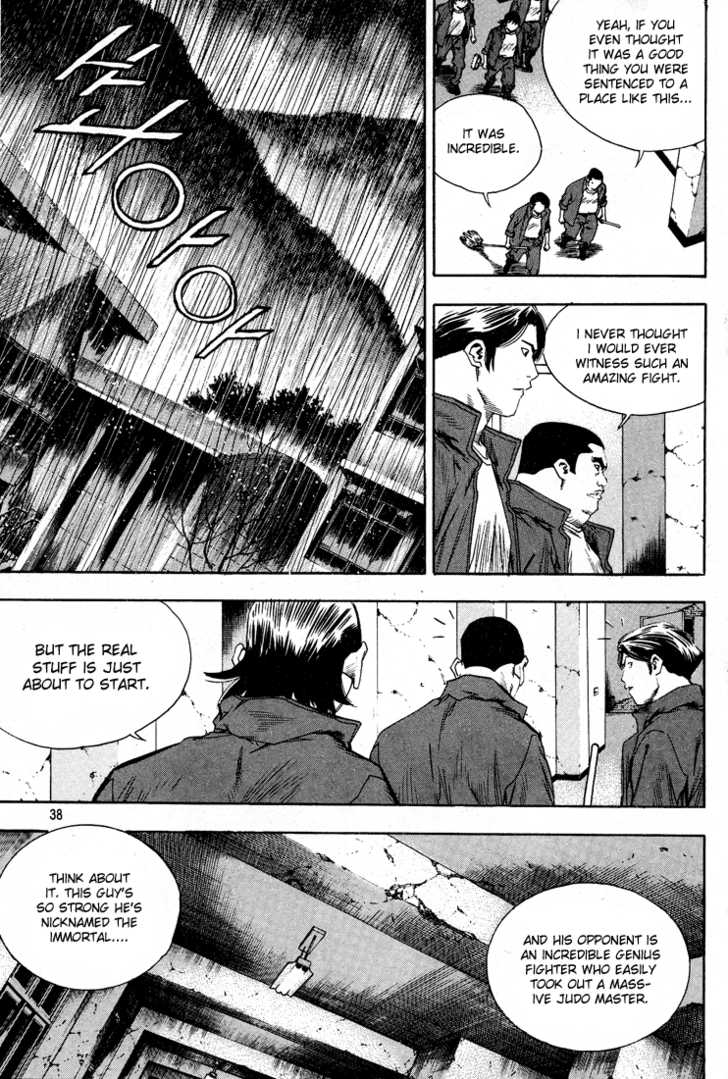 쏴아아
YEAH, IF YOU
EVEN THOUGHT
IT WAS A GOOD
THING YOU WERE
SENTENCED TO A
PLACE LIKE THIS...
IT WAS
INCREDIBLE.
I NEVER THOUGHT
I WOULD EVER
WITNESS SUCH AN
AMAZING FIGHT.
BUT THE REAL
STUFF IS JUST
ABOUT TO START.
38
THINK ABOUT
IT. THIS GUY'S
SO STRONG HE'S
NICKNAMED THE
IMMORTAL....
AND HIS OPPONENT IS
AN INCREDIBLE GENIUS
FIGHTER WHO EASILY
TOOK OUT A MASS-
IVE JUDO MASTER.